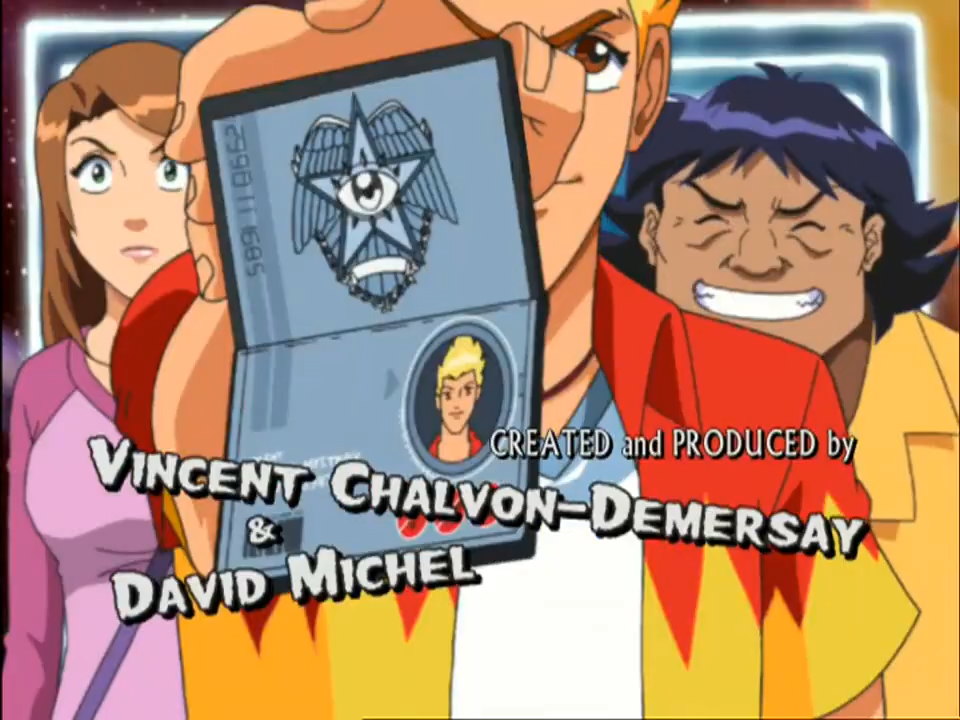 CREATED and PRODUCED by
VINCENT CHALVON-DEMERSAY
&
DAVID MICHEL